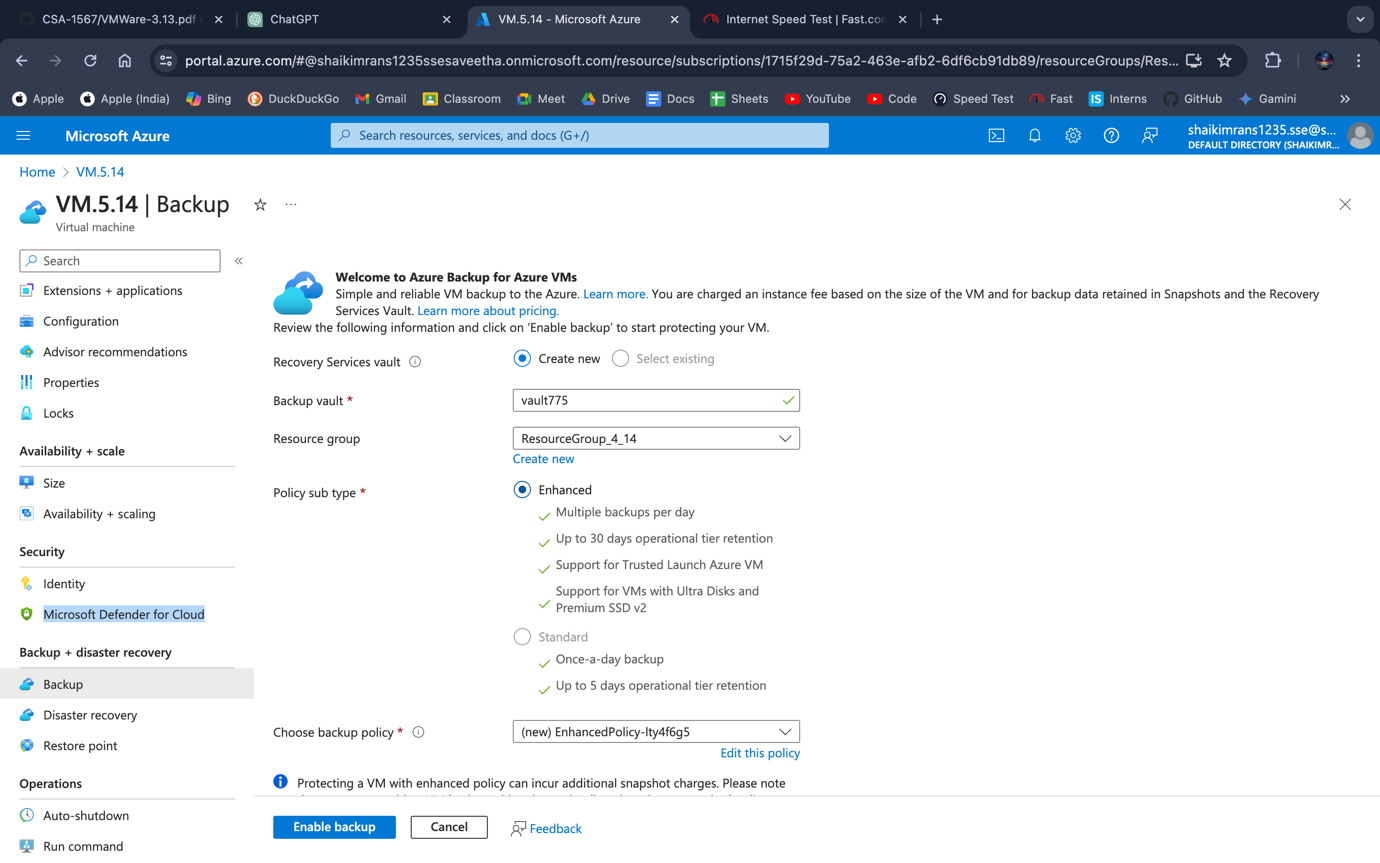 CSA-1567/VMWare-3.13.pdf
ChatGPT
VM.5.14 - Microsoft Azure
Internet Speed Test | Fast.com
portal.azure.com/#@shaikimrans1235ssesaveetha.onmicrosoft.com/resource/subscriptions/1715f29d-75a2-463e-afb2-6df6cb91db89/resourceGroups/Res...
Apple
Apple (India)
Bing
DuckDuckGo
Gmail
Classroom
Meet
Drive
Docs
Sheets
YouTube
Code
Speed Test
Fast
IS Interns
GitHub
Gamini
Microsoft Azure
Search resources, services, and docs (G+/)
shaikimrans1235.sse@s...
DEFAULT DIRECTORY (SHAIKIMR...
Home > VM.5.14
VM.5.14 | Backup
Virtual machine
Search
Extensions + applications
Configuration
Advisor recommendations
Properties
Locks
Availability + scale
Size
Availability + scaling
Security
Identity
Microsoft Defender for Cloud
Backup + disaster recovery
Backup
Disaster recovery
Restore point
Operations
Auto-shutdown
Run command
Welcome to Azure Backup for Azure VMs
Simple and reliable VM backup to the Azure. Learn more. You are charged an instance fee based on the size of the VM and for backup data retained in Snapshots and the Recovery
Services Vault. Learn more about pricing.
Review the following information and click on 'Enable backup' to start protecting your VM.
Recovery Services vault
Create new
Select existing
Backup vault *
vault775
Resource group
ResourceGroup_4_14
Create new
Policy sub type *
Enhanced
Multiple backups per day
Up to 30 days operational tier retention
Support for Trusted Launch Azure VM
Support for VMs with Ultra Disks and
Premium SSD v2
Standard
Once-a-day backup
Up to 5 days operational tier retention
Choose backup policy *
(new) EnhancedPolicy-lty4f6g5
Edit this policy
Protecting a VM with enhanced policy can incur additional snapshot charges. Please note
Enable backup
Cancel
Feedback